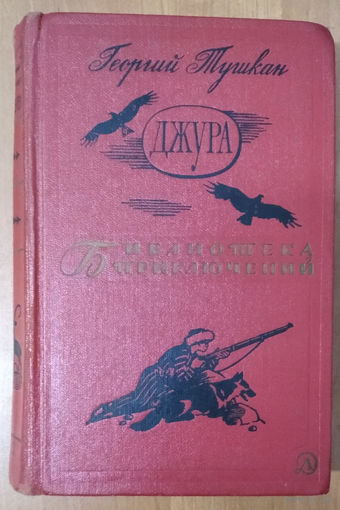 Георгий Тушкан
ДЖУРА
Библиотека
приключений